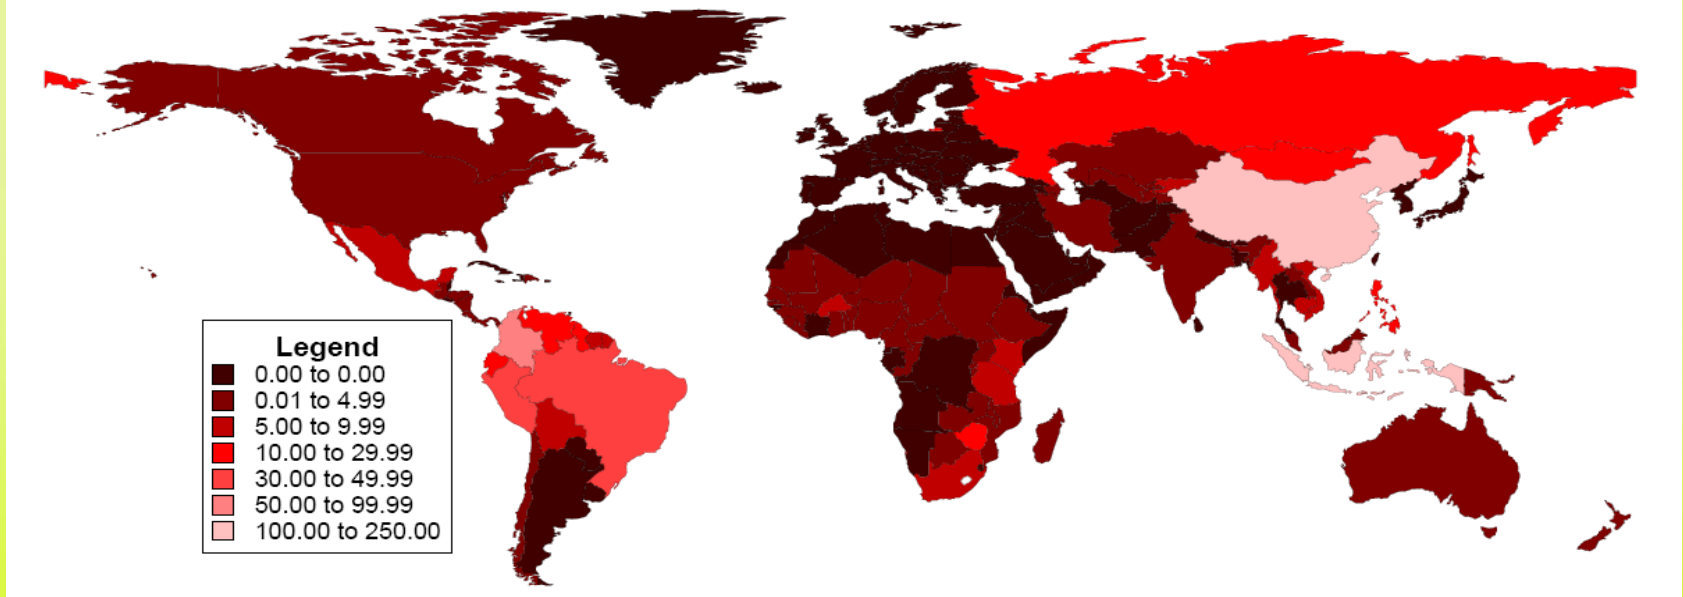 Legend
0.00 to 0.00
0.01 to 4.99
5.00 to 9.99
10.00 to 29.99
30.00 to 49.99
50.00 to 99.99
100.00 to 250.00